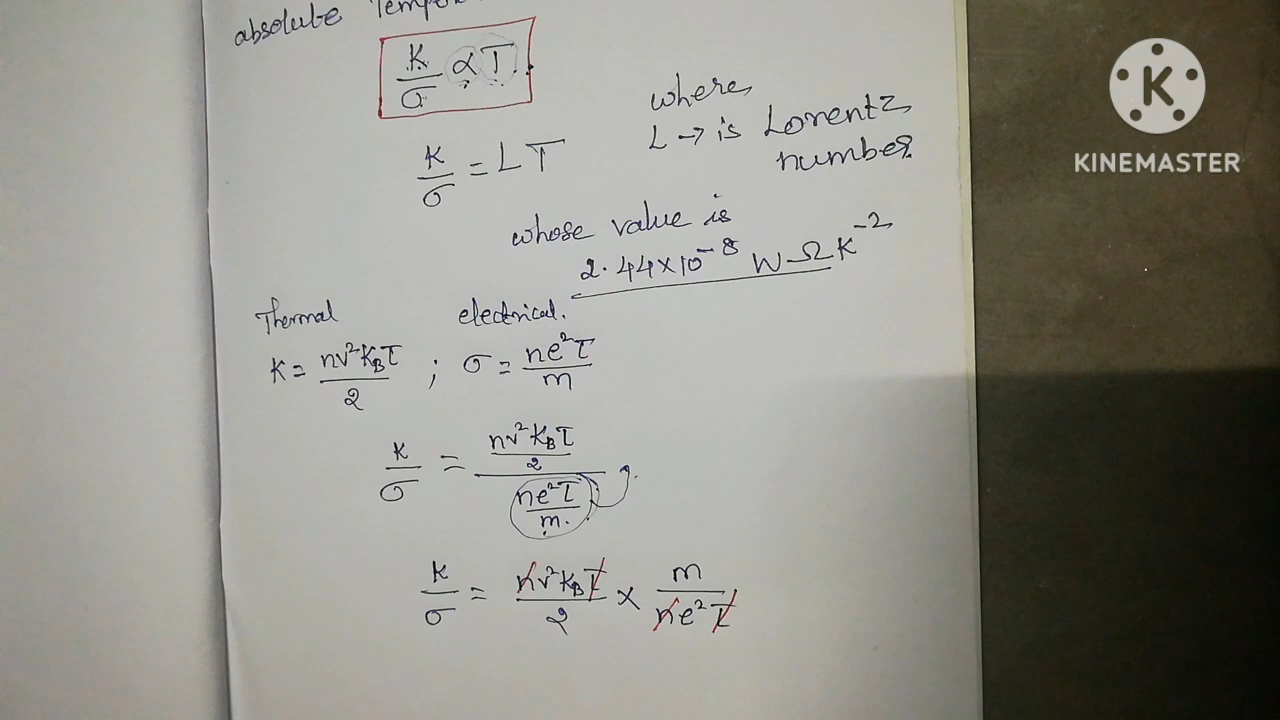 absolute
K/σ ∝ T
where,
L → is Lorentz
number.
K/σ = LT
whose value is
2.44×10⁻⁸ WΩK⁻²
Thermal electrical.
K = nv²K_Bτ/2 ; σ = ne²τ/m
K/σ = (nv²K_Bτ/2)/(ne²τ/m.)
K/σ = nv²K_Bτ/2 × m/ne²τ
K
KINEMASTER